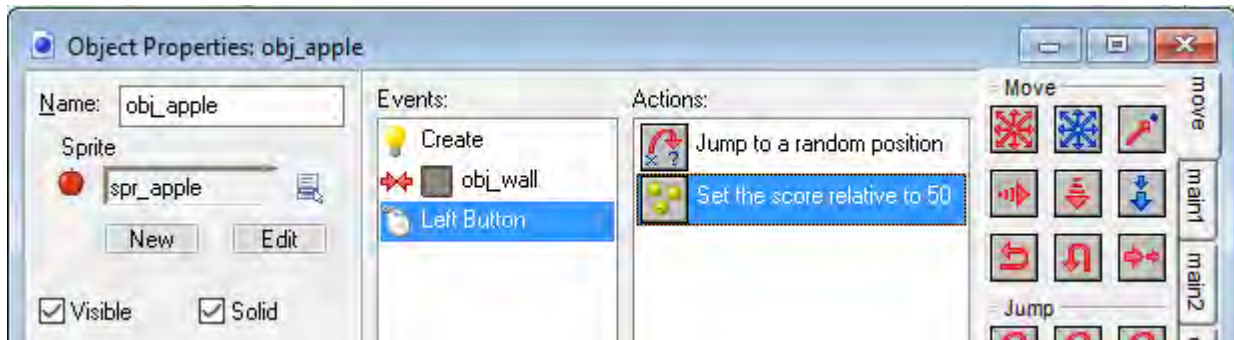 Object Properties: obj_apple
Name: obj_apple
Sprite
spr_apple
New Edit
Visible Solid
Events:
Create
obj_wall
Left Button
Actions:
Jump to a random position
Set the score relative to 50
Move
Jump
move
main1
main2